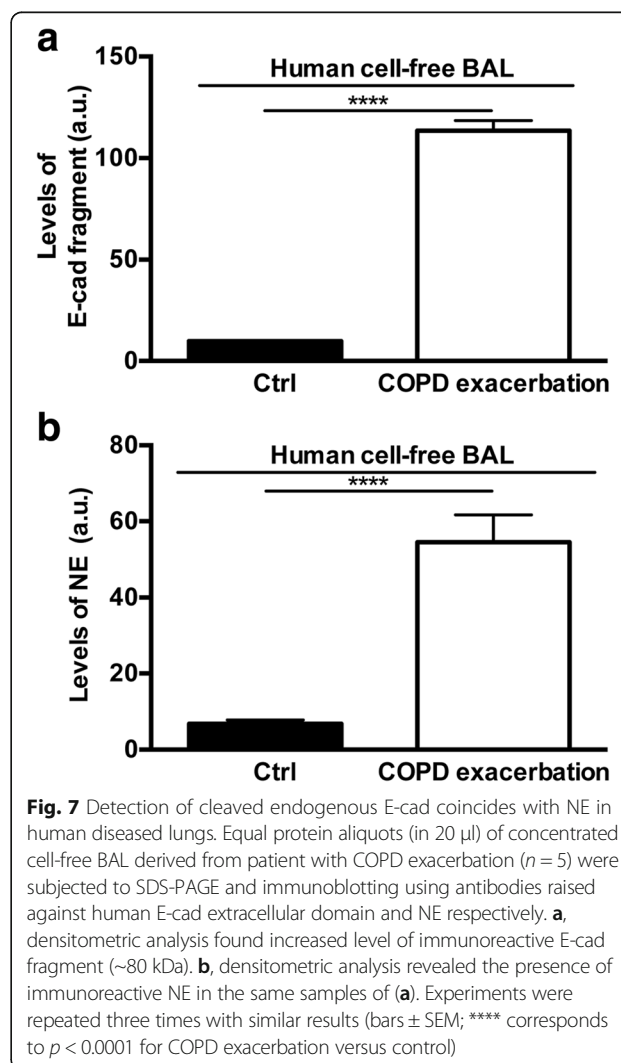 a
150
Human cell-free BAL
****
100
50
0
Levels of
E-cad fragment (a.u.)
Ctrl COPD exacerbation
b
80
Human cell-free BAL
****
60
40
20
0
Levels of NE (a.u.)
Ctrl COPD exacerbation
Fig. 7 Detection of cleaved endogenous E-cad coincides with NE in
human diseased lungs. Equal protein aliquots (in 20 μl) of concentrated
cell-free BAL derived from patient with COPD exacerbation (n = 5) were
subjected to SDS-PAGE and immunoblotting using antibodies raised
against human E-cad extracellular domain and NE respectively. a,
densitometric analysis found increased level of immunoreactive E-cad
fragment (~80 kDa). b, densitometric analysis revealed the presence of
immunoreactive NE in the same samples of (a). Experiments were
repeated three times with similar results (bars ± SEM; **** corresponds
to p < 0.0001 for COPD exacerbation versus control)